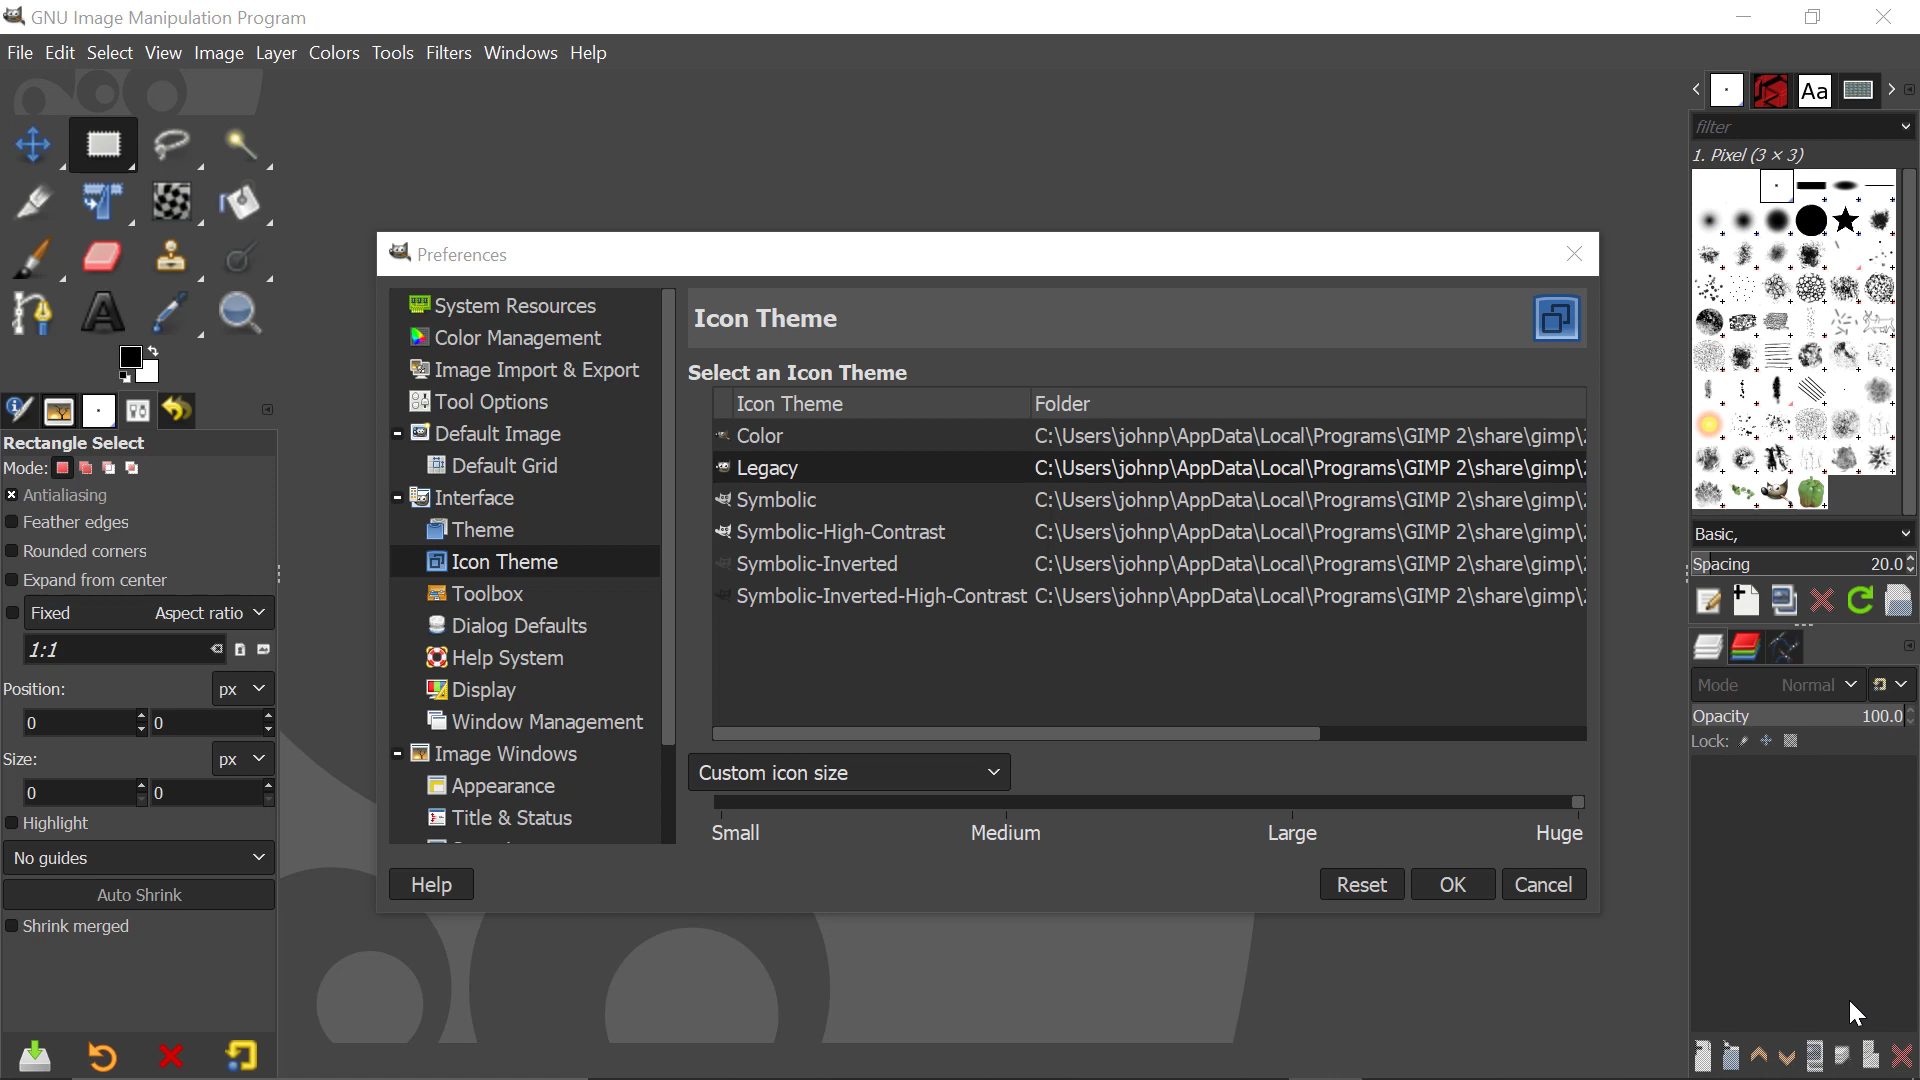 GNU Image Manipulation Program
File Edit Select View Image Layer Colors Tools Filters Windows Help
Rectangle Select
Mode:
Antialiasing
Feather edges
Rounded corners
Expand from center
Fixed Aspect ratio
1:1
Position: px
0 0
Size: px
0 0
Highlight
No guides
Auto Shrink
Shrink merged
Preferences
System Resources
Color Management
Image Import & Export
Tool Options
Default Image
Default Grid
Interface
Theme
Icon Theme
Toolbox
Dialog Defaults
Help System
Display
Window Management
Image Windows
Appearance
Title & Status
Icon Theme
Select an Icon Theme
Icon Theme Folder
Color C:\Users\johnp\AppData\Local\Programs\GIMP 2\share\gimp\2
Legacy C:\Users\johnp\AppData\Local\Programs\GIMP 2\share\gimp\2
Symbolic C:\Users\johnp\AppData\Local\Programs\GIMP 2\share\gimp\2
Symbolic-High-Contrast C:\Users\johnp\AppData\Local\Programs\GIMP 2\share\gimp\2
Symbolic-Inverted C:\Users\johnp\AppData\Local\Programs\GIMP 2\share\gimp\2
Symbolic-Inverted-High-Contrast C:\Users\johnp\AppData\Local\Programs\GIMP 2\share\gimp\2
Custom icon size
Small Medium Large Huge
Help Reset OK Cancel
Aa
filter
1. Pixel (3 × 3)
Basic,
Spacing 20.0
Mode Normal
Opacity 100.0
Lock: